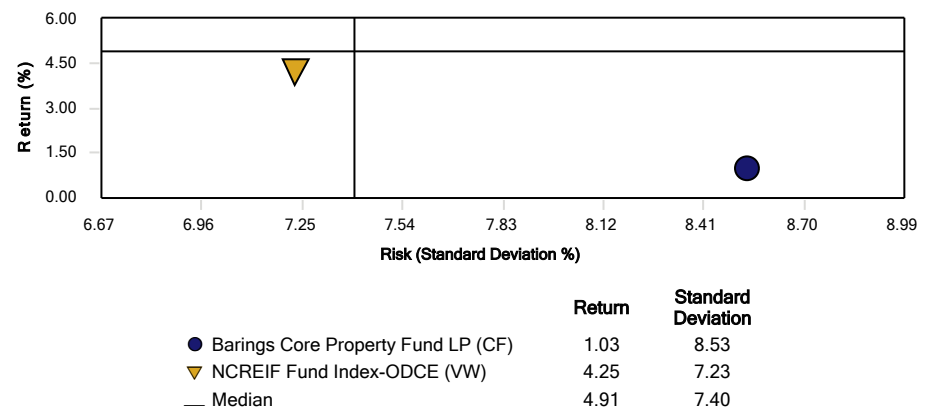 6.00
4.50
3.00
1.50
0.00
Return (%)
6.67 6.96 7.25 7.54 7.83 8.12 8.41 8.70 8.99
Risk (Standard Deviation %)
Return Standard Deviation
Barings Core Property Fund LP (CF) 1.03 8.53
NCREIF Fund Index-ODCE (VW) 4.25 7.23
Median 4.91 7.40